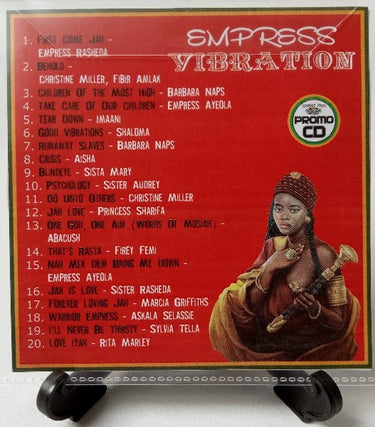 EMPRESS
VIBRATION
1. FIRST COME JAH -
EMPRESS RASHEDA
2. BEHOLD -
CHRISTINE MILLER, FIBIR AMLAK
3. CHILDREN OF THE MOST HIGH - BARBARA NAPS
4. TAKE CARE OF OUR CHILDREN - EMPRESS AYEOLA
5. TEAR DOWN - IMAANI
6. GOOD VIBRATIONS - SHALOMA
7. RUNAWAY SLAVES - BARBARA NAPS
8. CRISIS - AISHA
9. BLINDEYE - SISTA MARY
10. PSYCHOLOGY - SISTER AUDREY
11. DO UNTO OTHERS - CHRISTINE MILLER
12. JAH LOVE - PRINCESS SHARIFA
13. ONE GOD, ONE AIM (WORDS OF MOSIAH) -
ABACUSH
14. THAT'S RASTA - FIREY FEMI
15. NAH MEK DEM BRING ME DOWN -
EMPRESS AYEOLA
16. JAH IS LOVE - SISTER RASHEDA
17. FOREVER LOVING JAH - MARCIA GRIFFITHS
18. WARRIOR EMPRESS - ASKALA SELASSIE
19. I'LL NEVER BE THIRSTY - SYLVIA TELLA
20. LOVE IYAH - RITA MARLEY
PROMO
CD